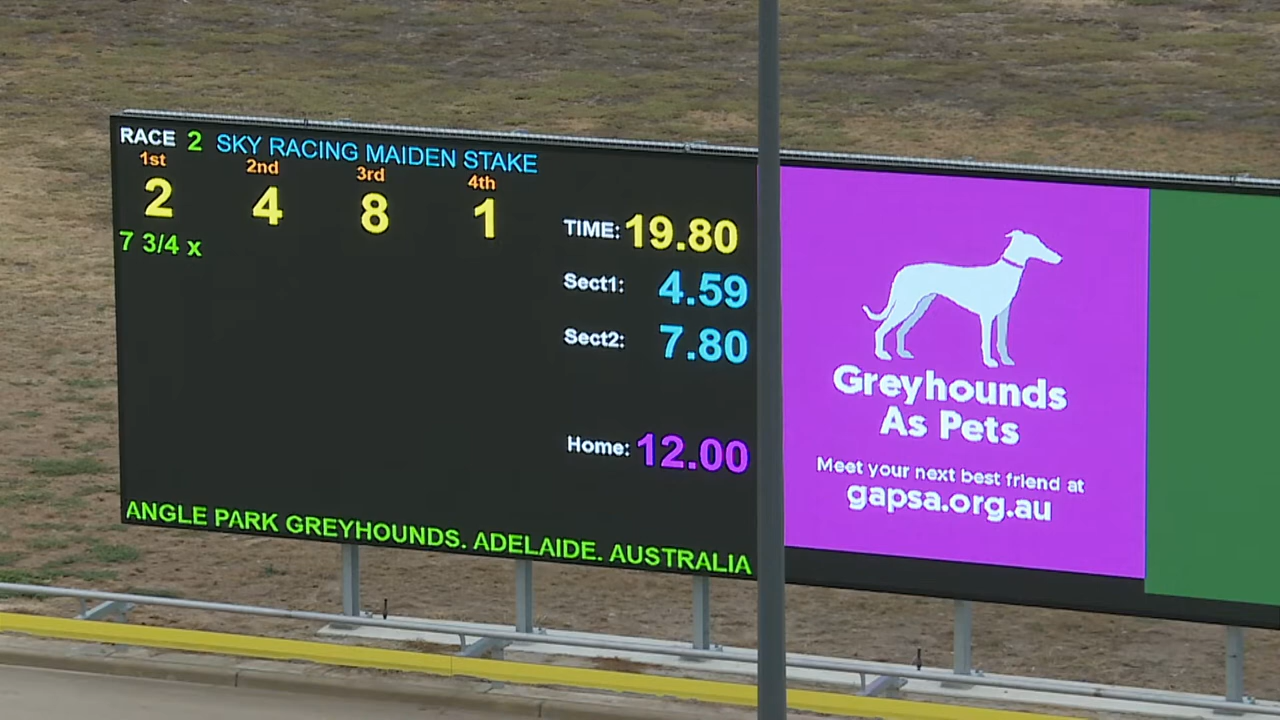 RACE 2 SKY RACING MAIDEN STAKE
1st 2nd 3rd 4th
2 4 8 1
7 3/4 x
TIME: 19.80
Sect1: 4.59
Sect2: 7.80
Home: 12.00
ANGLE PARK GREYHOUNDS. ADELAIDE. AUSTRALIA
Greyhounds
As Pets
Meet your next best friend at
gapsa.org.au